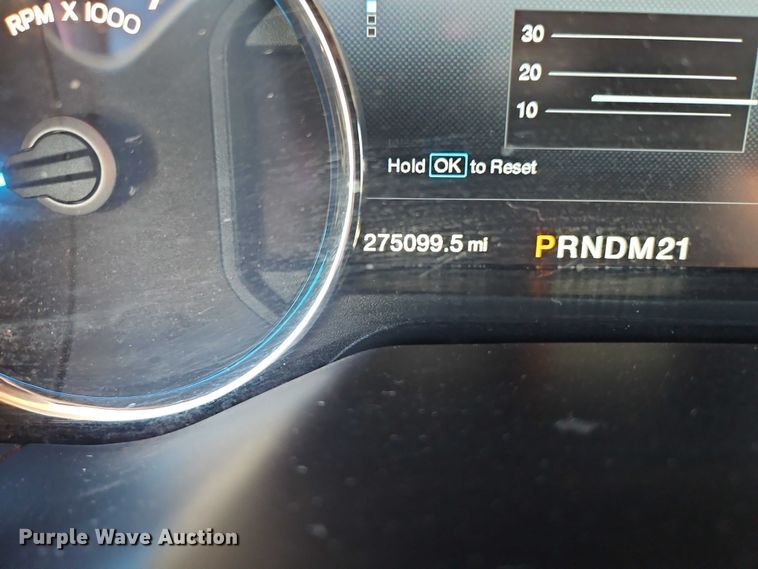 RPM X 1000
30
20
10
Hold OK to Reset
275099.5 mi PRNDM21
Purple Wave Auction®